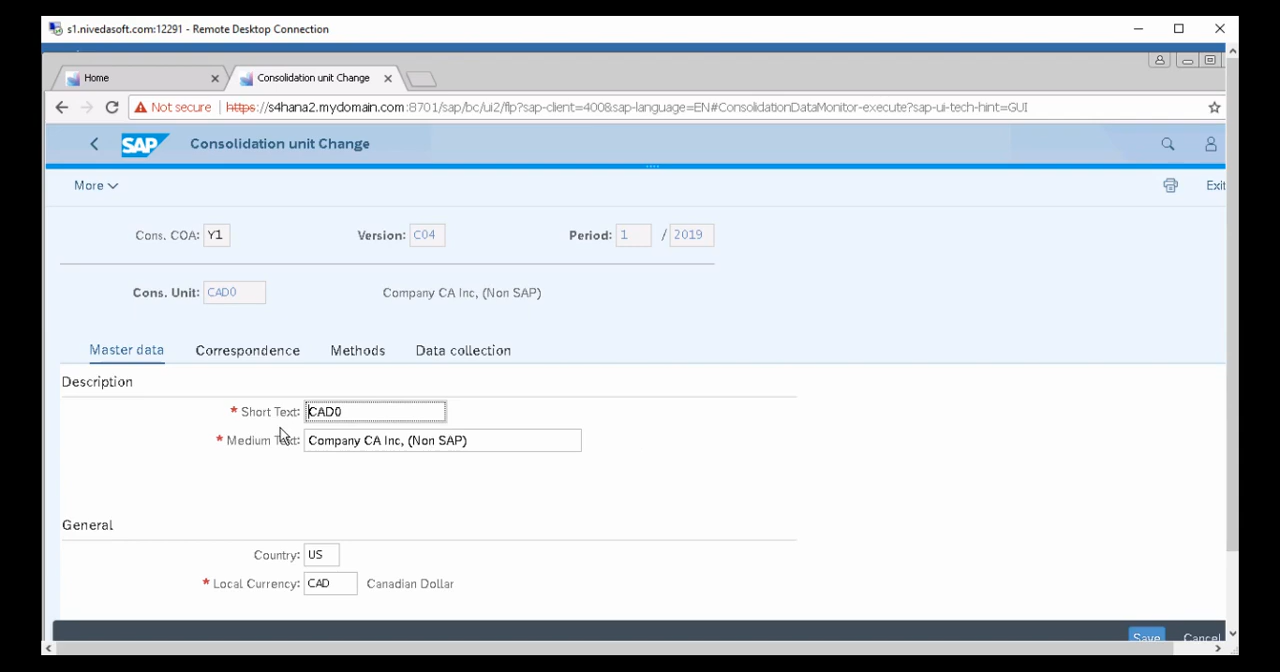 s1.nivedasoft.com:12291 - Remote Desktop Connection
Home
Consolidation unit Change
Not secure https://s4hana2.mydomain.com:8701/sap/bc/ui2/flp?sap-client=400&sap-language=EN#ConsolidationDataMonitor-execute?sap-ui-tech-hint=GUI
SAP Consolidation unit Change
More Exit
Cons. COA: Y1 Version: C04 Period: 1 / 2019
Cons. Unit: CAD0 Company CA Inc, (Non SAP)
Master data Correspondence Methods Data collection
Description
* Short Text: CAD0
* Medium Text: Company CA Inc, (Non SAP)
General
Country: US
* Local Currency: CAD Canadian Dollar
Save Cancel